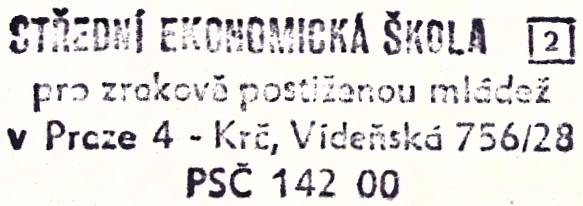 STŘEDNÍ EKONOMICKÁ ŠKOLA 2
pro zrakově postiženou mládež
v Praze 4 - Krč, Vídeňská 756/28
PSČ 142 00